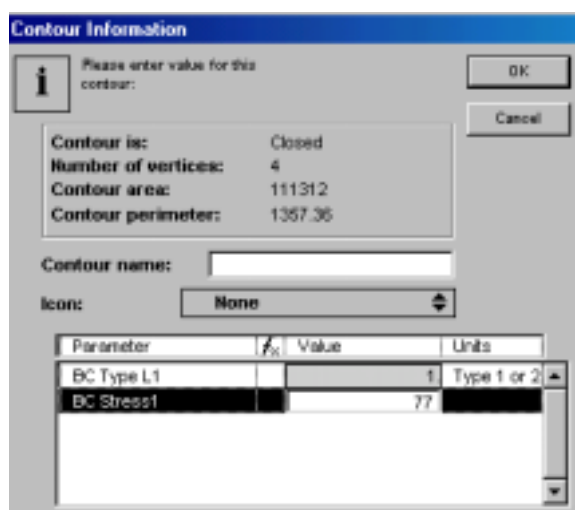 Contour Information
Please enter value for this
contour:
OK
Cancel
Contour is: Closed
Number of vertices: 4
Contour area: 111312
Contour perimeter: 1357.36
Contour name:
Icon: None
Parameter fx Value Units
BC Type L1 1 Type 1 or 2
BC Stress1 77